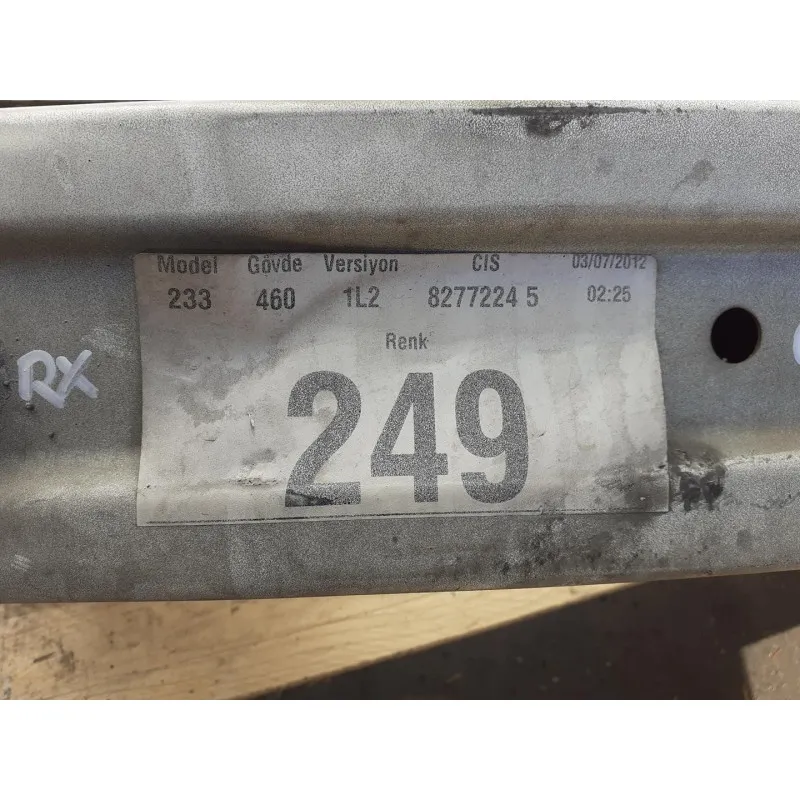 Model Gövde Versiyon CIS 03/07/2012
233 460 1L2 8277224 5 02:25
Renk
249
RX